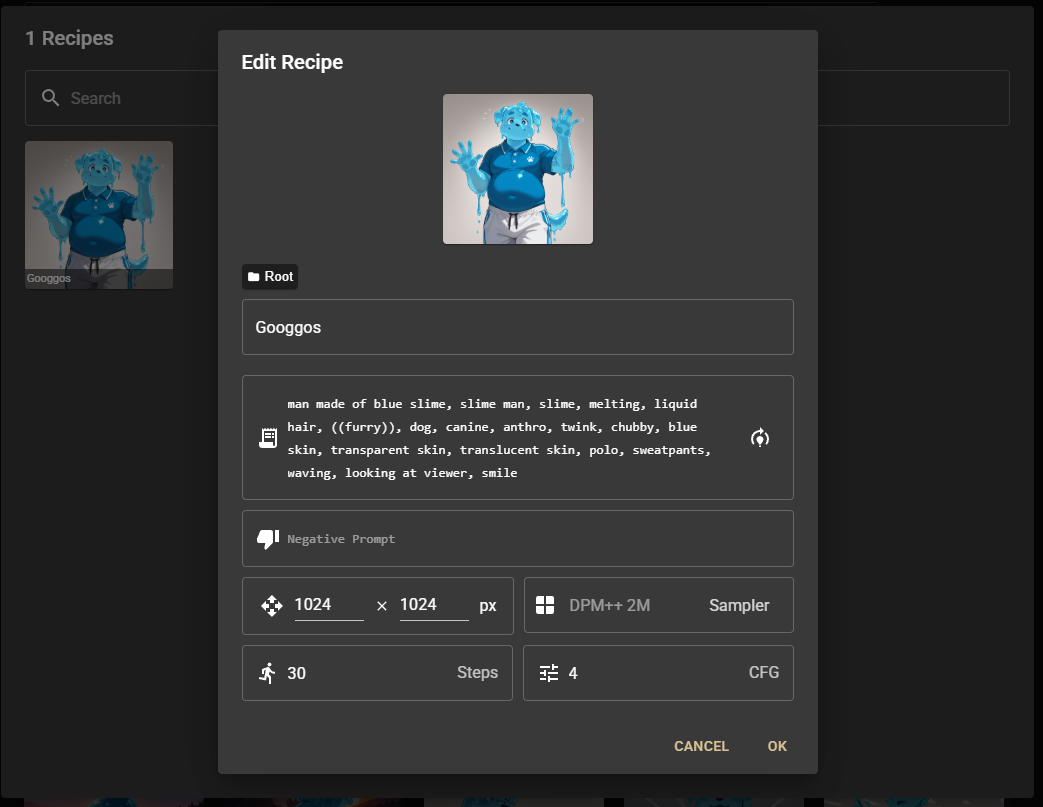 1 Recipes
Search
Googgos
Edit Recipe
Root
Googgos
man made of blue slime, slime man, slime, melting, liquid
hair, ((furry)), dog, canine, anthro, twink, chubby, blue
skin, transparent skin, translucent skin, polo, sweatpants,
waving, looking at viewer, smile
Negative Prompt
1024 × 1024 px
DPM++ 2M Sampler
30 Steps
4 CFG
CANCEL OK